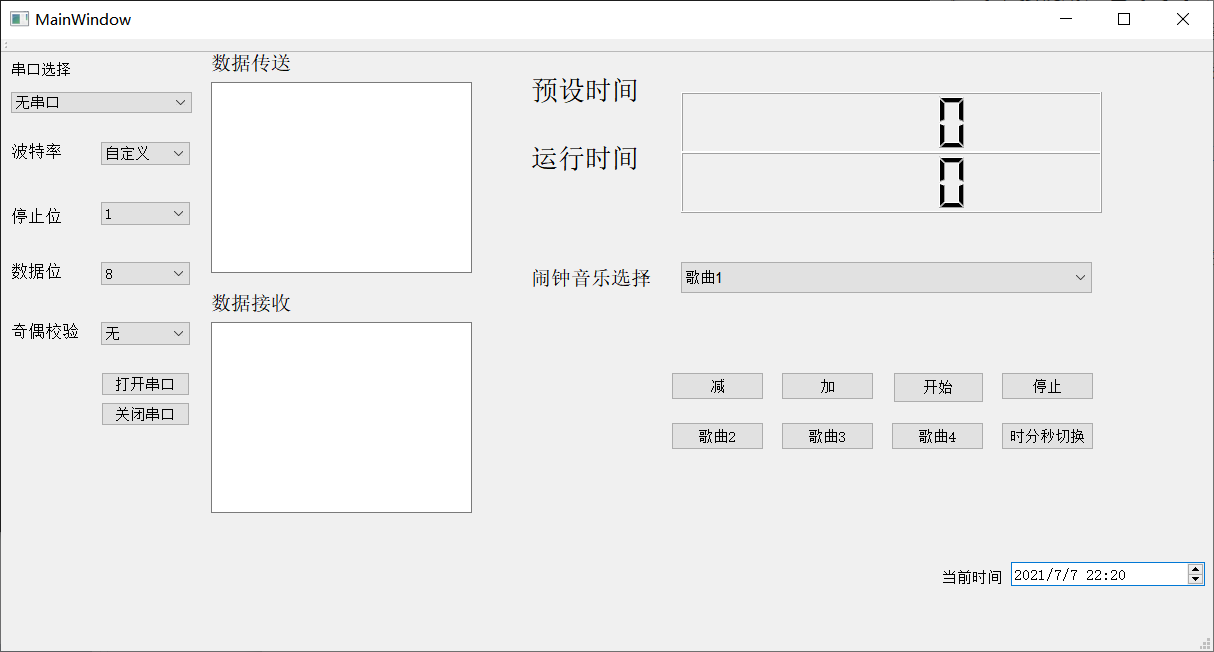 MainWindow
串口选择
无串口
波特率 自定义
停止位 1
数据位 8
奇偶校验 无
打开串口
关闭串口
数据传送
数据接收
预设时间 0
运行时间 0
闹钟音乐选择 歌曲1
减 加 开始 停止
歌曲2 歌曲3 歌曲4 时分秒切换
当前时间 2021/7/7 22:20